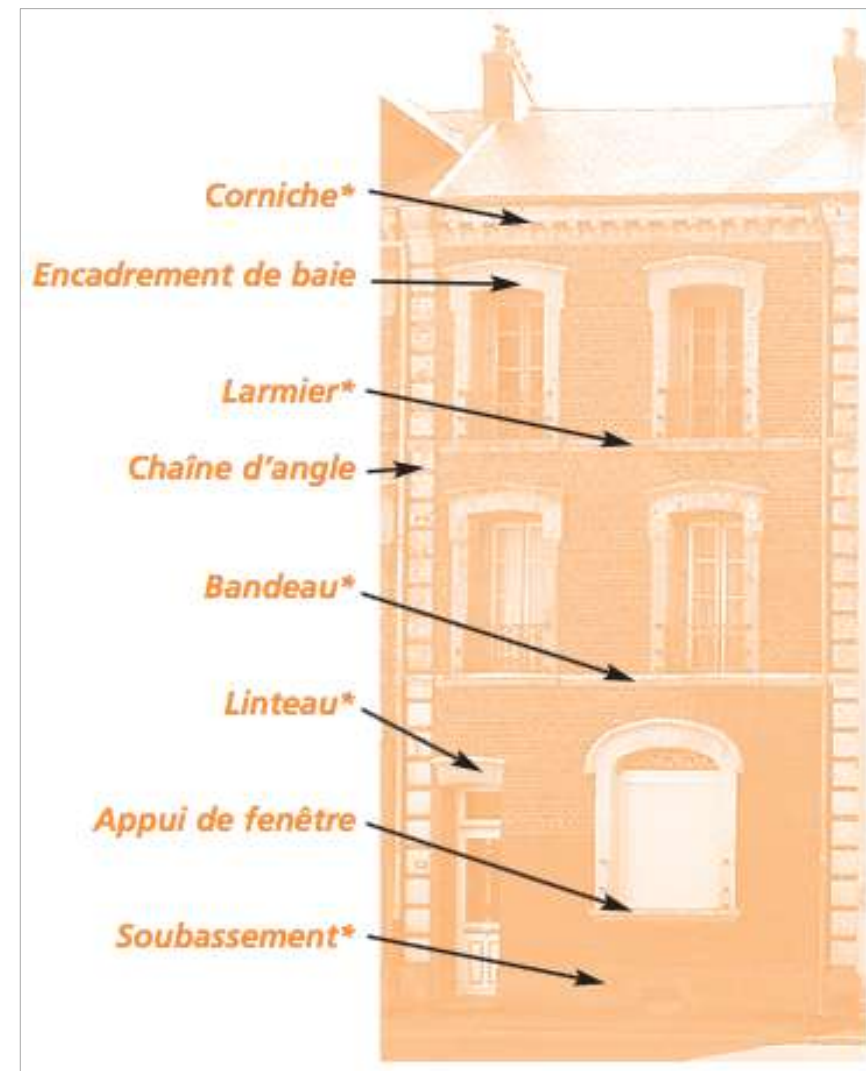 Corniche*
Encadrement de baie
Larmier*
Chaîne d'angle
Bandeau*
Linteau*
Appui de fenêtre
Soubassement*